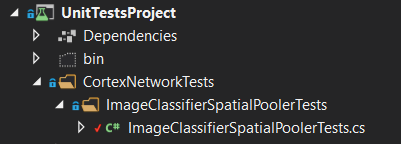 UnitTestsProject
Dependencies
bin
CortexNetworkTests
ImageClassifierSpatialPoolerTests
C# ImageClassifierSpatialPoolerTests.cs